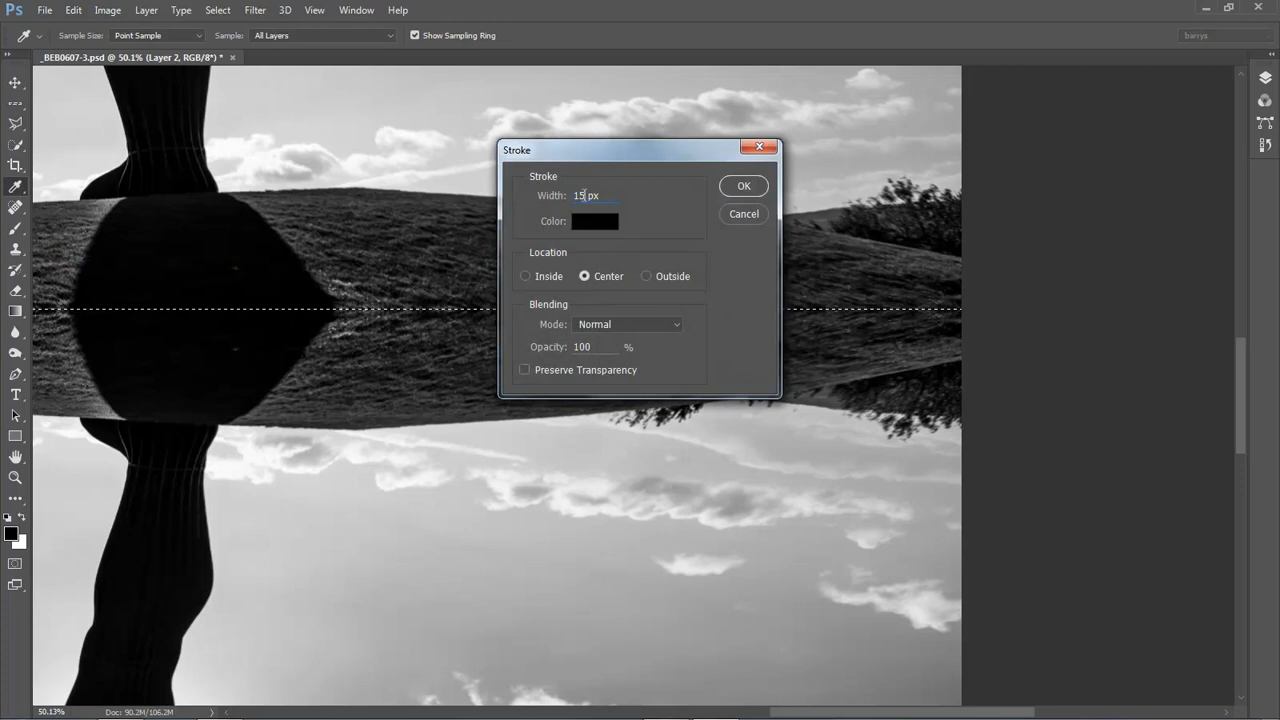 Ps File Edit Image Layer Type Select Filter 3D View Window Help
Sample Size: Point Sample Sample: All Layers Show Sampling Ring barrys
_BEB0607-3.psd @ 50.1% (Layer 2, RGB/8*) *
Stroke
Stroke
Width: 15 px
OK
Color:
Cancel
Location
Inside Center Outside
Blending
Mode: Normal
Opacity: 100 %
Preserve Transparency
50.13% Doc: 90.2M/106.2M